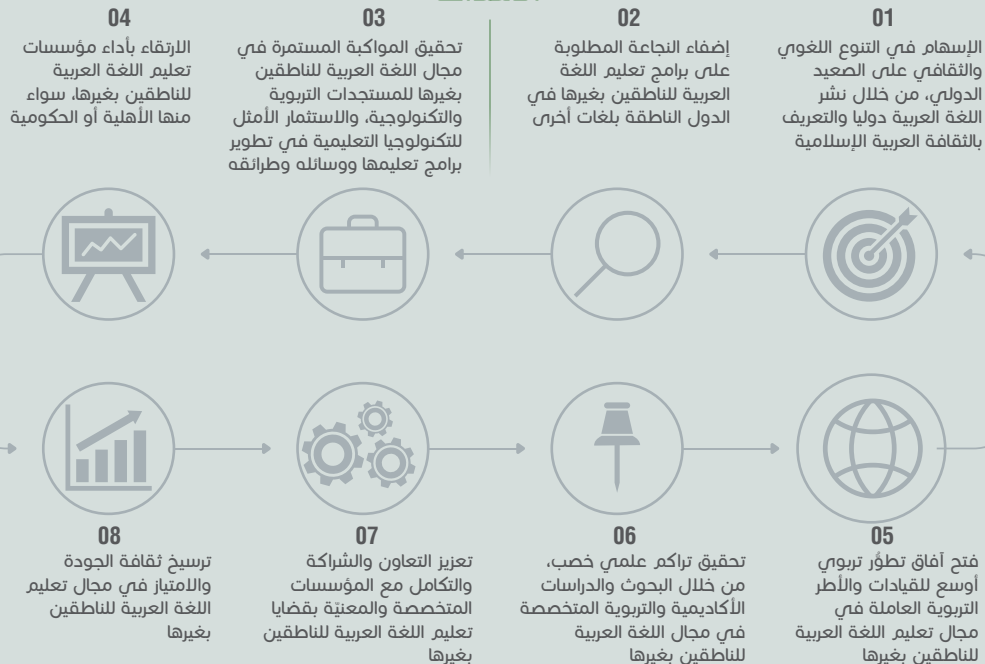 01
الإسهام في التنوع اللغوي
والثقافي على الصعيد
الدولي، من خلال نشر
اللغة العربية دوليا والتعريف
بالثقافة العربية الإسلامية
02
إضفاء النجاعة المطلوبة
على برامج تعليم اللغة
العربية للناطقين بغيرها في
الدول الناطقة بلغات أخرى
03
تحقيق المواكبة المستمرة في
مجال اللغة العربية للناطقين
بغيرها للمستجدات التربوية
والتكنولوجية، والاستثمار الأمثل
للتكنولوجيا التعليمية في تطوير
برامج تعليمها ووسائله وطرائقه
04
الارتقاء بأداء مؤسسات
تعليم اللغة العربية
للناطقين بغيرها، سواء
منها الأهلية أو الحكومية
05
فتح آفاق تطوُّر تربوي
أوسع للقيادات والأطر
التربوية العاملة في
مجال تعليم اللغة العربية
للناطقين بغيرها
06
تحقيق تراكم علمي خصب،
من خلال البحوث والدراسات
الأكاديمية والتربوية المتخصصة
في مجال اللغة العربية
للناطقين بغيرها
07
تعزيز التعاون والشراكة
والتكامل مع المؤسسات
المتخصصة والمعنيّة بقضايا
تعليم اللغة العربية للناطقين
بغيرها
08
ترسيخ ثقافة الجودة
والامتياز في مجال تعليم
اللغة العربية للناطقين
بغيرها